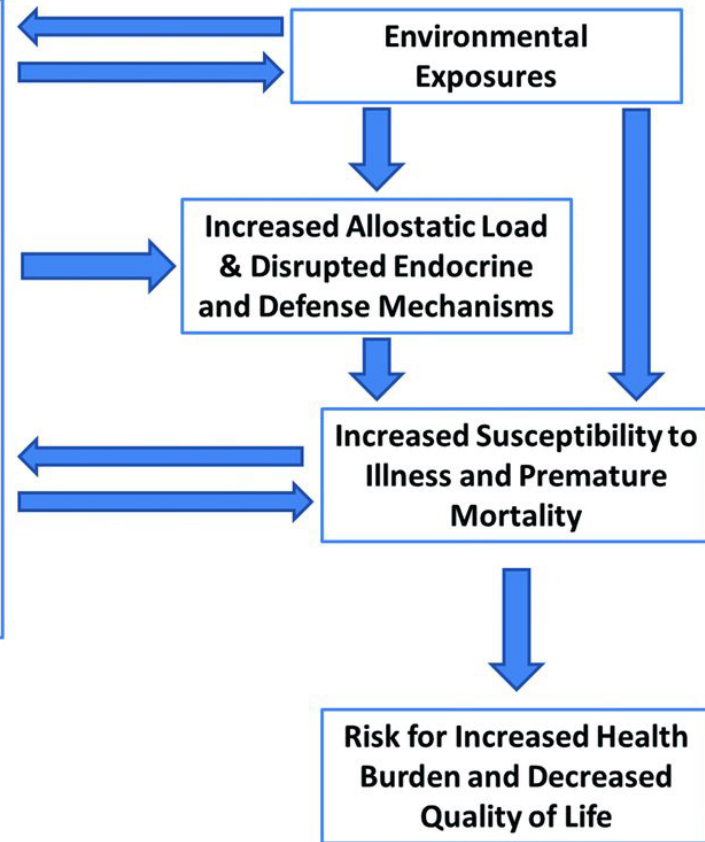 Environmental
Exposures
Increased Allostatic Load
& Disrupted Endocrine
and Defense Mechanisms
Increased Susceptibility to
Illness and Premature
Mortality
Risk for Increased Health
Burden and Decreased
Quality of Life